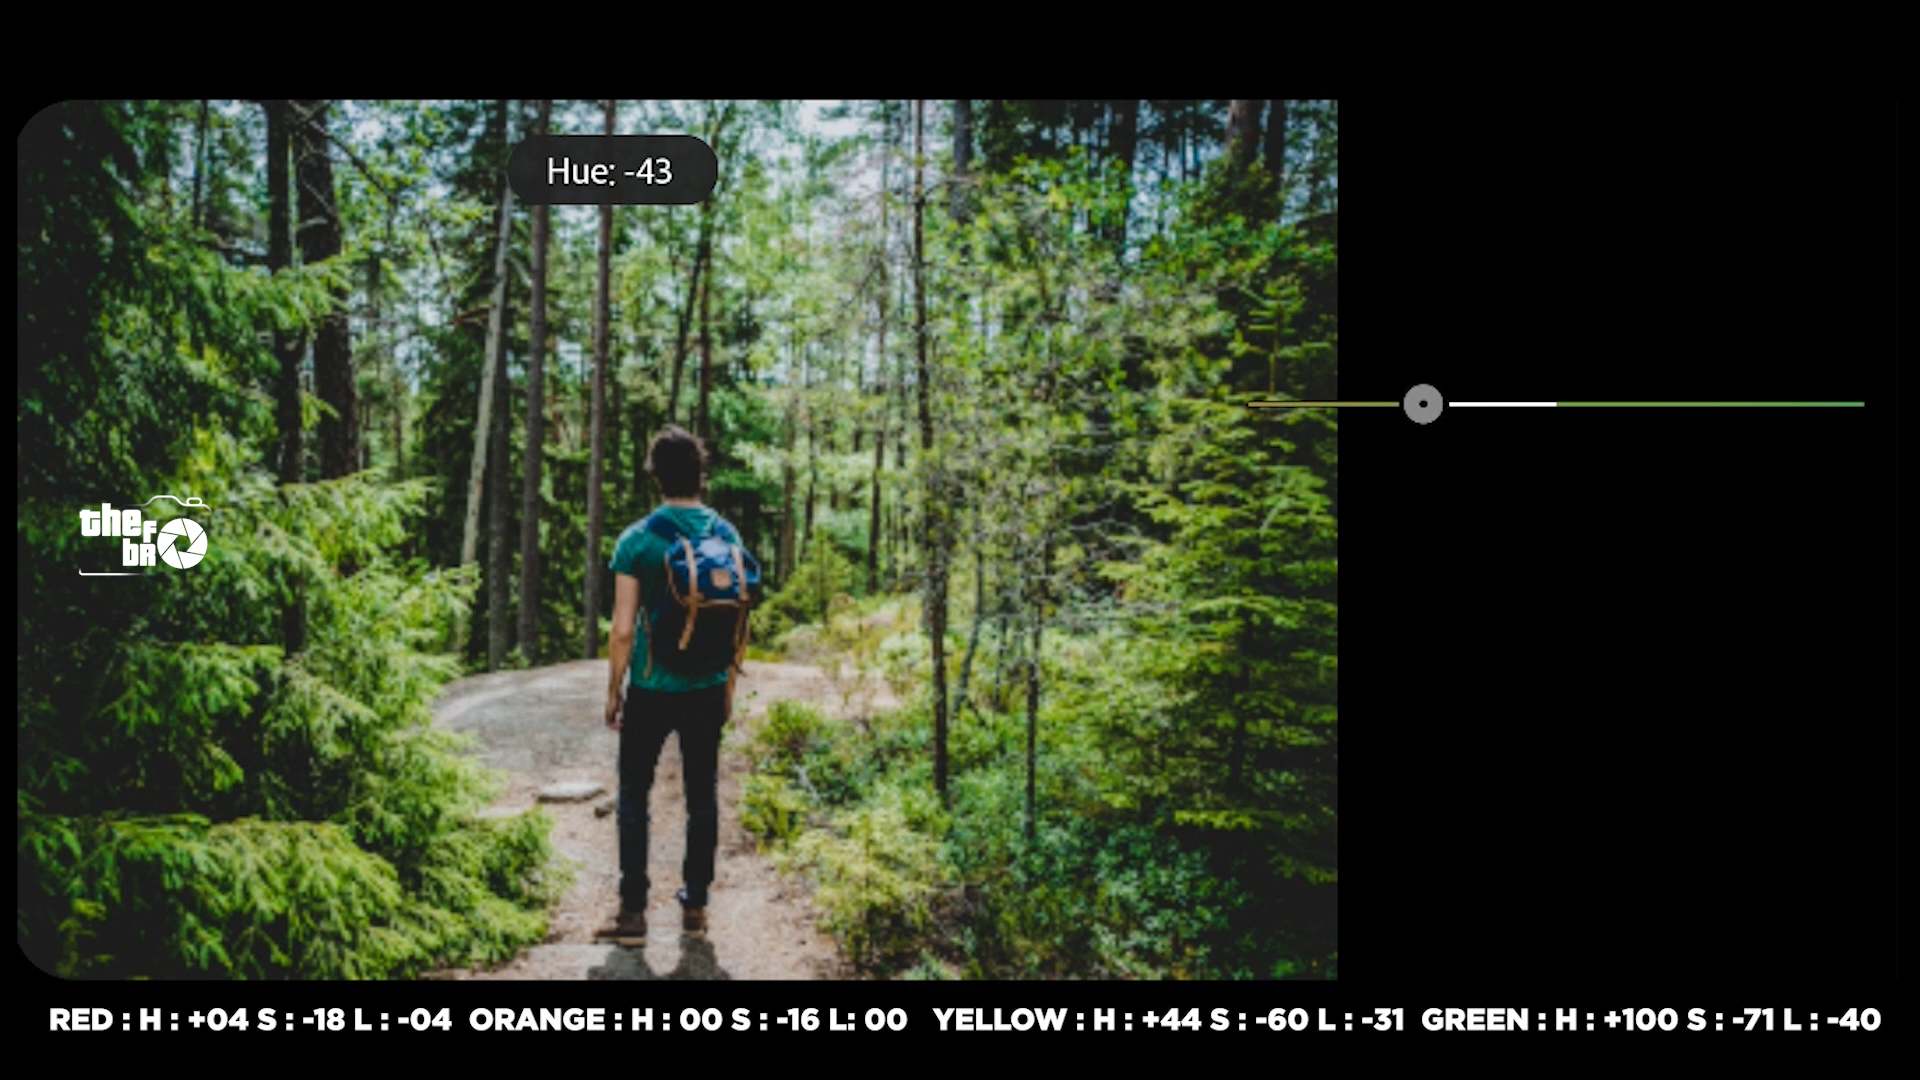 Hue: -43
the f
bR
RED : H : +04 S : -18 L : -04 ORANGE : H : 00 S : -16 L: 00 YELLOW : H : +44 S : -60 L : -31 GREEN : H : +100 S : -71 L : -40